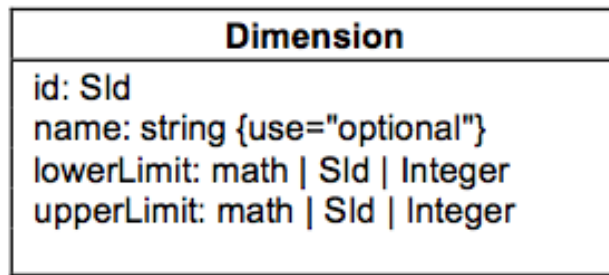 Dimension
id: SId
name: string {use="optional"}
lowerLimit: math | SId | Integer
upperLimit: math | SId | Integer